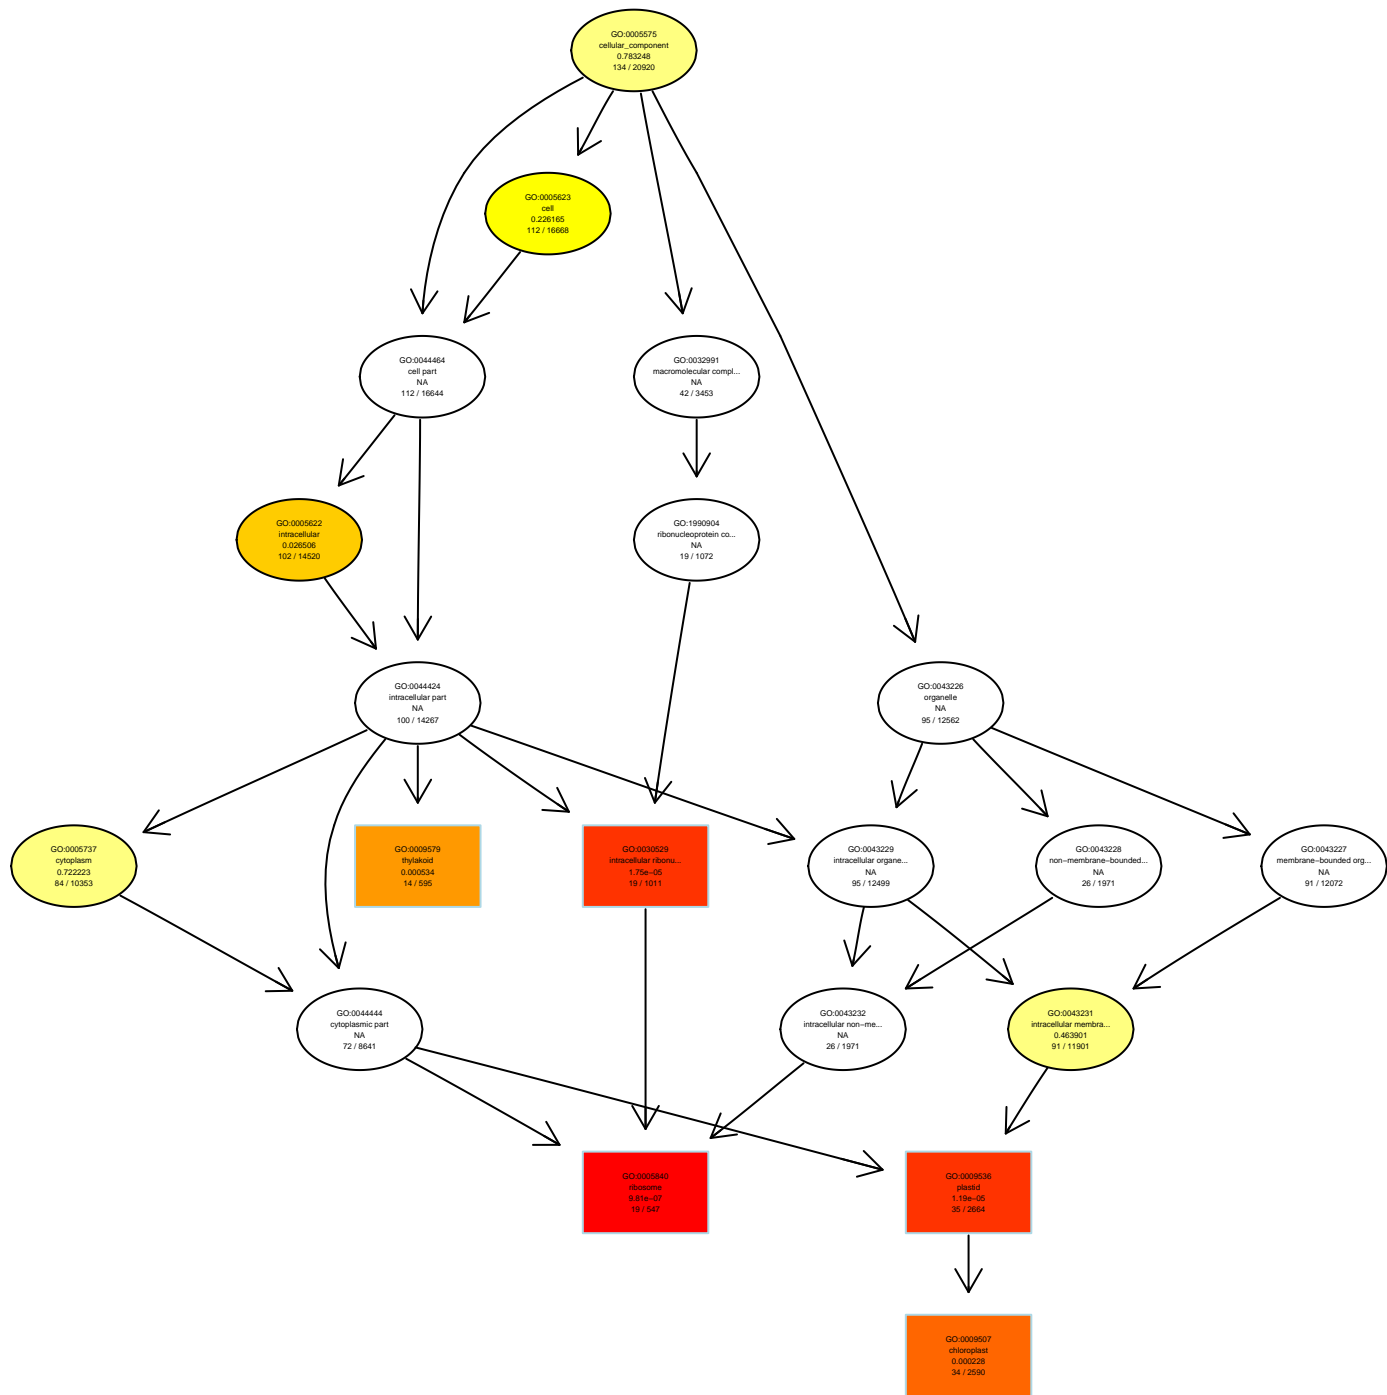 GO:0005575
cellular_component
0.783248
134 / 20920
GO:0005623
cell
0.226165
112 / 16668
GO:0044464
cell part
NA
112 / 16644
GO:0032991
macromolecular compl...
NA
42 / 3453
GO:0005622
intracellular
0.026506
102 / 14520
GO:1990904
ribonucleoprotein co...
NA
19 / 1072
GO:0044424
intracellular part
NA
100 / 14267
GO:0043226
organelle
NA
95 / 12562
GO:0005737
cytoplasm
0.722223
84 / 10353
GO:0009579
thylakoid
0.000534
14 / 595
GO:0030529
intracellular ribonu...
1.75e−05
19 / 1011
GO:0043229
intracellular organe...
NA
95 / 12499
GO:0043228
non−membrane−bounded...
NA
26 / 1971
GO:0043227
membrane−bounded org...
NA
91 / 12072
GO:0044444
cytoplasmic part
NA
72 / 8641
GO:0043232
intracellular non−me...
NA
26 / 1971
GO:0043231
intracellular membra...
0.463901
91 / 11901
GO:0005840
ribosome
9.81e−07
19 / 547
GO:0009536
plastid
1.19e−05
35 / 2664
GO:0009507
chloroplast
0.000228
34 / 2590